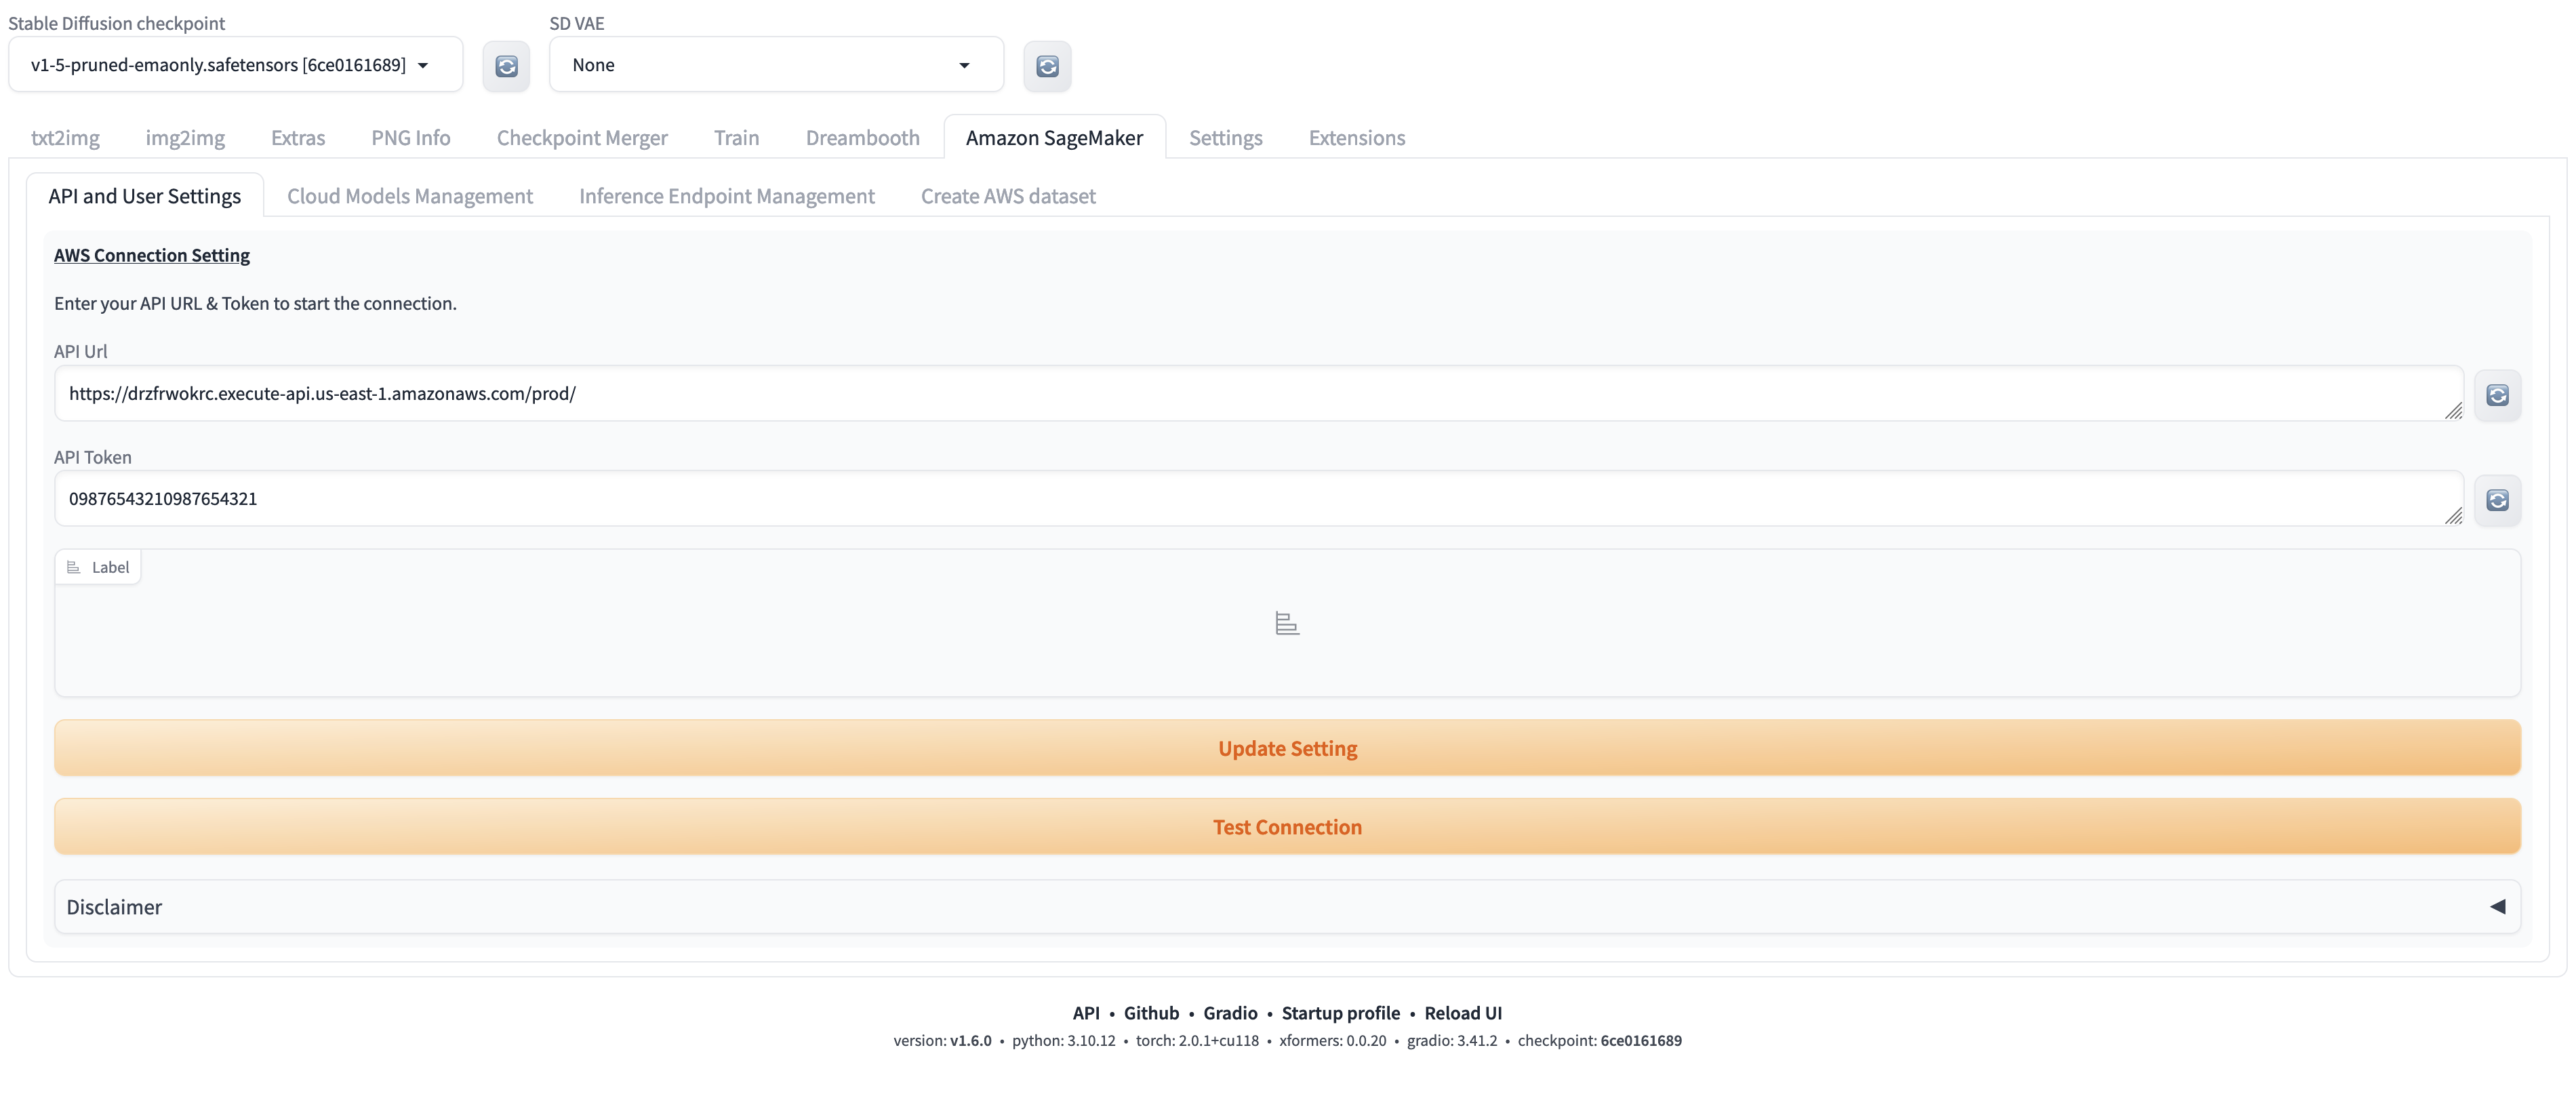 Stable Diffusion checkpoint
SD VAE
v1-5-pruned-emaonly.safetensors [6ce0161689]
None
txt2img img2img Extras PNG Info Checkpoint Merger Train Dreambooth Amazon SageMaker Settings Extensions
API and User Settings Cloud Models Management Inference Endpoint Management Create AWS dataset
AWS Connection Setting
Enter your API URL & Token to start the connection.
API Url
https://drzfrwokrc.execute-api.us-east-1.amazonaws.com/prod/
API Token
09876543210987654321
Label
Update Setting
Test Connection
Disclaimer
API • Github • Gradio • Startup profile • Reload UI
version: v1.6.0 • python: 3.10.12 • torch: 2.0.1+cu118 • xformers: 0.0.20 • gradio: 3.41.2 • checkpoint: 6ce0161689